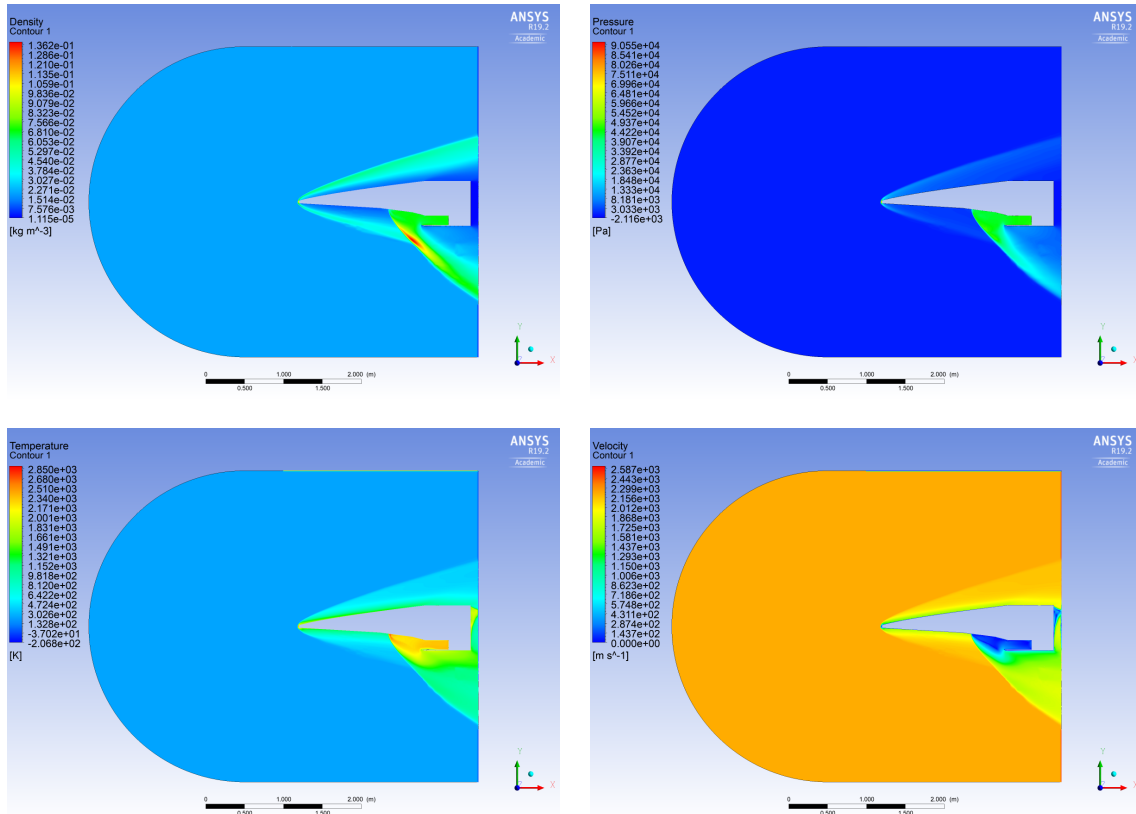 Density
Contour 1
1.362e-01
1.286e-01
1.210e-01
1.135e-01
1.059e-01
9.836e-02
9.079e-02
8.323e-02
7.566e-02
6.810e-02
6.053e-02
5.297e-02
4.540e-02
3.784e-02
3.027e-02
2.271e-02
1.514e-02
7.576e-03
1.115e-05
[kg m^-3]
ANSYS
R19.2
Academic
0 1.000 2.000 (m)
0.500 1.500
Y
X
Z
Pressure
Contour 1
9.055e+04
8.541e+04
8.026e+04
7.511e+04
6.996e+04
6.481e+04
5.966e+04
5.452e+04
4.937e+04
4.422e+04
3.907e+04
3.392e+04
2.877e+04
2.363e+04
1.848e+04
1.333e+04
8.181e+03
3.033e+03
-2.116e+03
[Pa]
ANSYS
R19.2
Academic
0 1.000 2.000 (m)
0.500 1.500
Y
X
Z
Temperature
Contour 1
2.850e+03
2.680e+03
2.510e+03
2.340e+03
2.171e+03
2.001e+03
1.831e+03
1.661e+03
1.491e+03
1.321e+03
1.152e+03
9.818e+02
8.120e+02
6.422e+02
4.724e+02
3.026e+02
1.328e+02
-3.702e+01
-2.068e+02
[K]
ANSYS
R19.2
Academic
0 1.000 2.000 (m)
0.500 1.500
Y
X
Z
Velocity
Contour 1
2.587e+03
2.443e+03
2.299e+03
2.156e+03
2.012e+03
1.868e+03
1.725e+03
1.581e+03
1.437e+03
1.293e+03
1.150e+03
1.006e+03
8.623e+02
7.186e+02
5.748e+02
4.311e+02
2.874e+02
1.437e+02
0.000e+00
[m s^-1]
ANSYS
R19.2
Academic
0 1.000 2.000 (m)
0.500 1.500
Y
X
Z